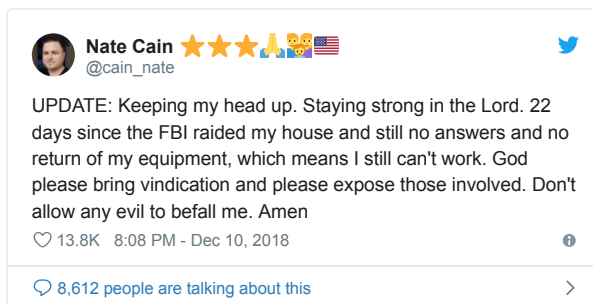 Nate Cain ⭐⭐⭐🙏👨‍👩‍👧🇺🇸
@cain_nate
UPDATE: Keeping my head up. Staying strong in the Lord. 22
days since the FBI raided my house and still no answers and no
return of my equipment, which means I still can't work. God
please bring vindication and please expose those involved. Don't
allow any evil to befall me. Amen
13.8K 8:08 PM - Dec 10, 2018
8,612 people are talking about this